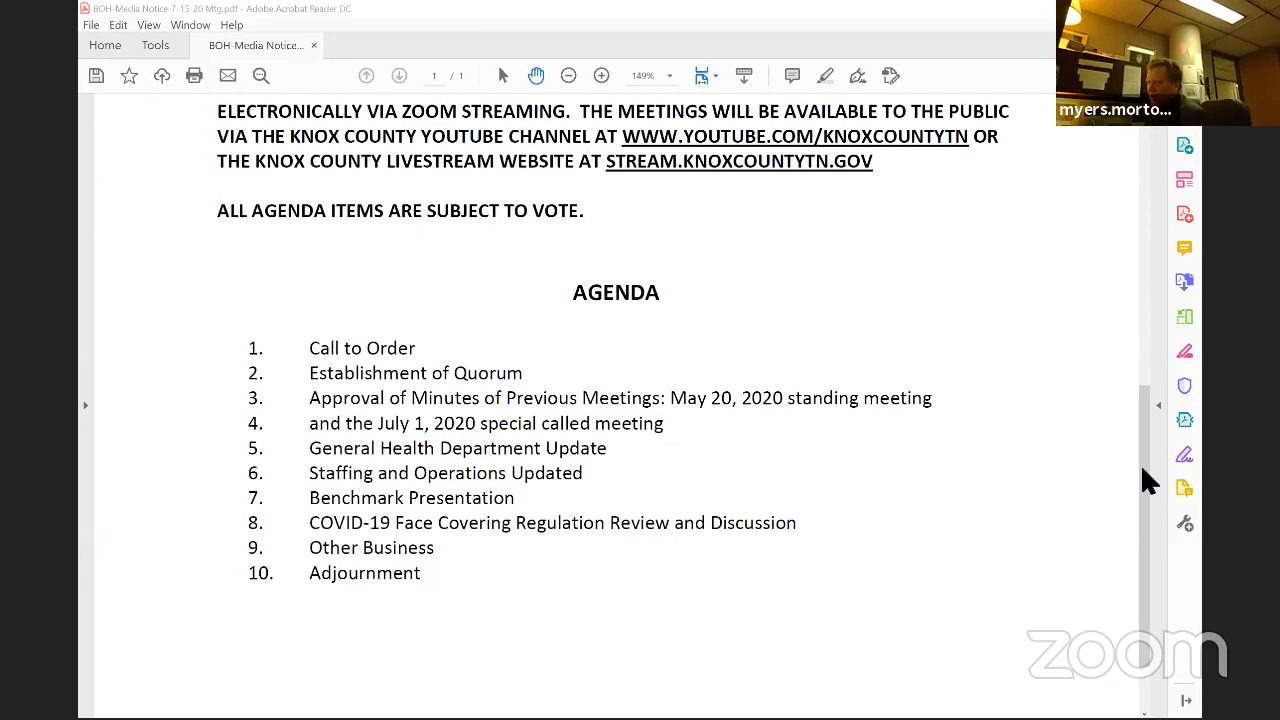 BOH-Media Notice-7-15-20 Mtg.pdf - Adobe Acrobat Reader DC
File Edit View Window Help
Home Tools BOH-Media Notice... ×
1 / 1 149%
myers.morto...
ELECTRONICALLY VIA ZOOM STREAMING. THE MEETINGS WILL BE AVAILABLE TO THE PUBLIC
VIA THE KNOX COUNTY YOUTUBE CHANNEL AT WWW.YOUTUBE.COM/KNOXCOUNTYTN OR
THE KNOX COUNTY LIVESTREAM WEBSITE AT STREAM.KNOXCOUNTYTN.GOV
ALL AGENDA ITEMS ARE SUBJECT TO VOTE.
AGENDA
1. Call to Order
2. Establishment of Quorum
3. Approval of Minutes of Previous Meetings: May 20, 2020 standing meeting
4. and the July 1, 2020 special called meeting
5. General Health Department Update
6. Staffing and Operations Updated
7. Benchmark Presentation
8. COVID-19 Face Covering Regulation Review and Discussion
9. Other Business
10. Adjournment
zoom